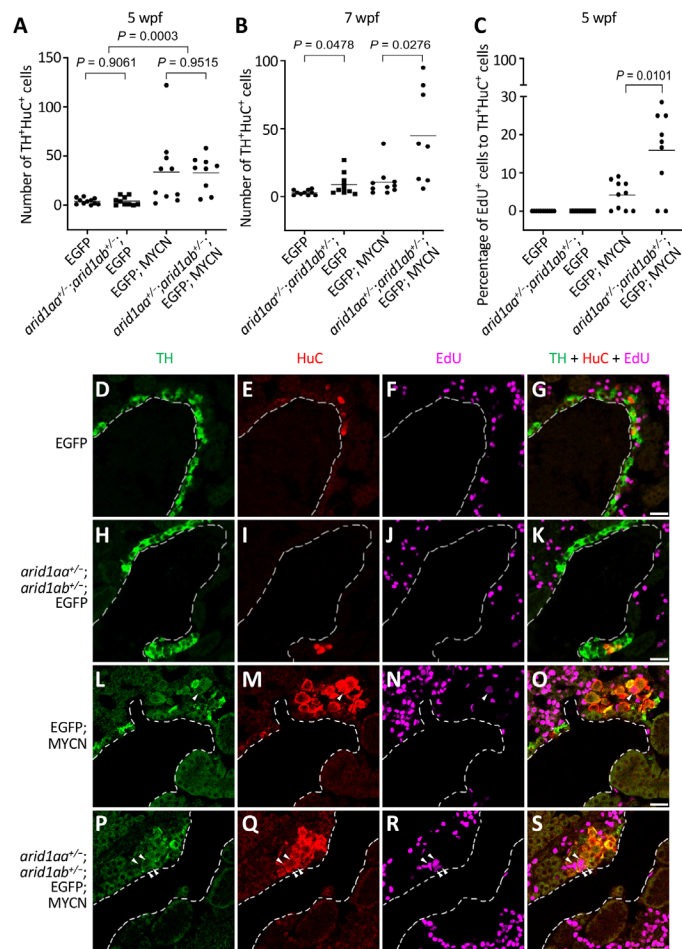 A
5 wpf
P = 0.0003
P = 0.9061
P = 0.9515
Number of TH⁺HuC⁺ cells
150
100
50
0
EGFP
arid1aa⁺/⁻;arid1ab⁺/⁻;
EGFP
EGFP; MYCN
arid1aa⁺/⁻;arid1ab⁺/⁻;
EGFP; MYCN
B
7 wpf
P = 0.0478
P = 0.0276
Number of TH⁺HuC⁺ cells
100
50
0
EGFP
arid1aa⁺/⁻;arid1ab⁺/⁻;
EGFP
EGFP; MYCN
arid1aa⁺/⁻;arid1ab⁺/⁻;
EGFP; MYCN
C
5 wpf
P = 0.0101
Percentage of EdU⁺ cells to TH⁺HuC⁺ cells
100
30
20
10
0
EGFP
arid1aa⁺/⁻;arid1ab⁺/⁻;
EGFP
EGFP; MYCN
arid1aa⁺/⁻;arid1ab⁺/⁻;
EGFP; MYCN
TH HuC EdU TH + HuC + EdU
EGFP
D E F G
arid1aa⁺/⁻;
arid1ab⁺/⁻;
EGFP
H I J K
EGFP;
MYCN
L M N O
arid1aa⁺/⁻;
arid1ab⁺/⁻;
EGFP;
MYCN
P Q R S